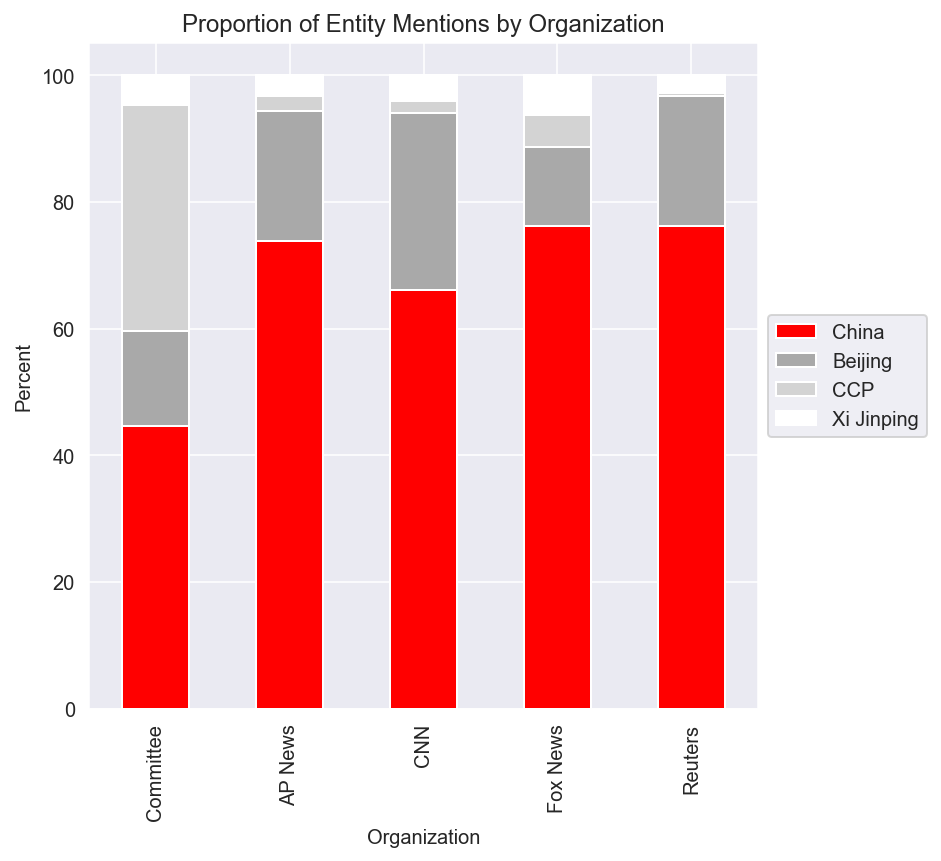 Proportion of Entity Mentions by Organization
100
80
60
40
20
0
Percent
Committee
AP News
CNN
Fox News
Reuters
Organization
China
Beijing
CCP
Xi Jinping